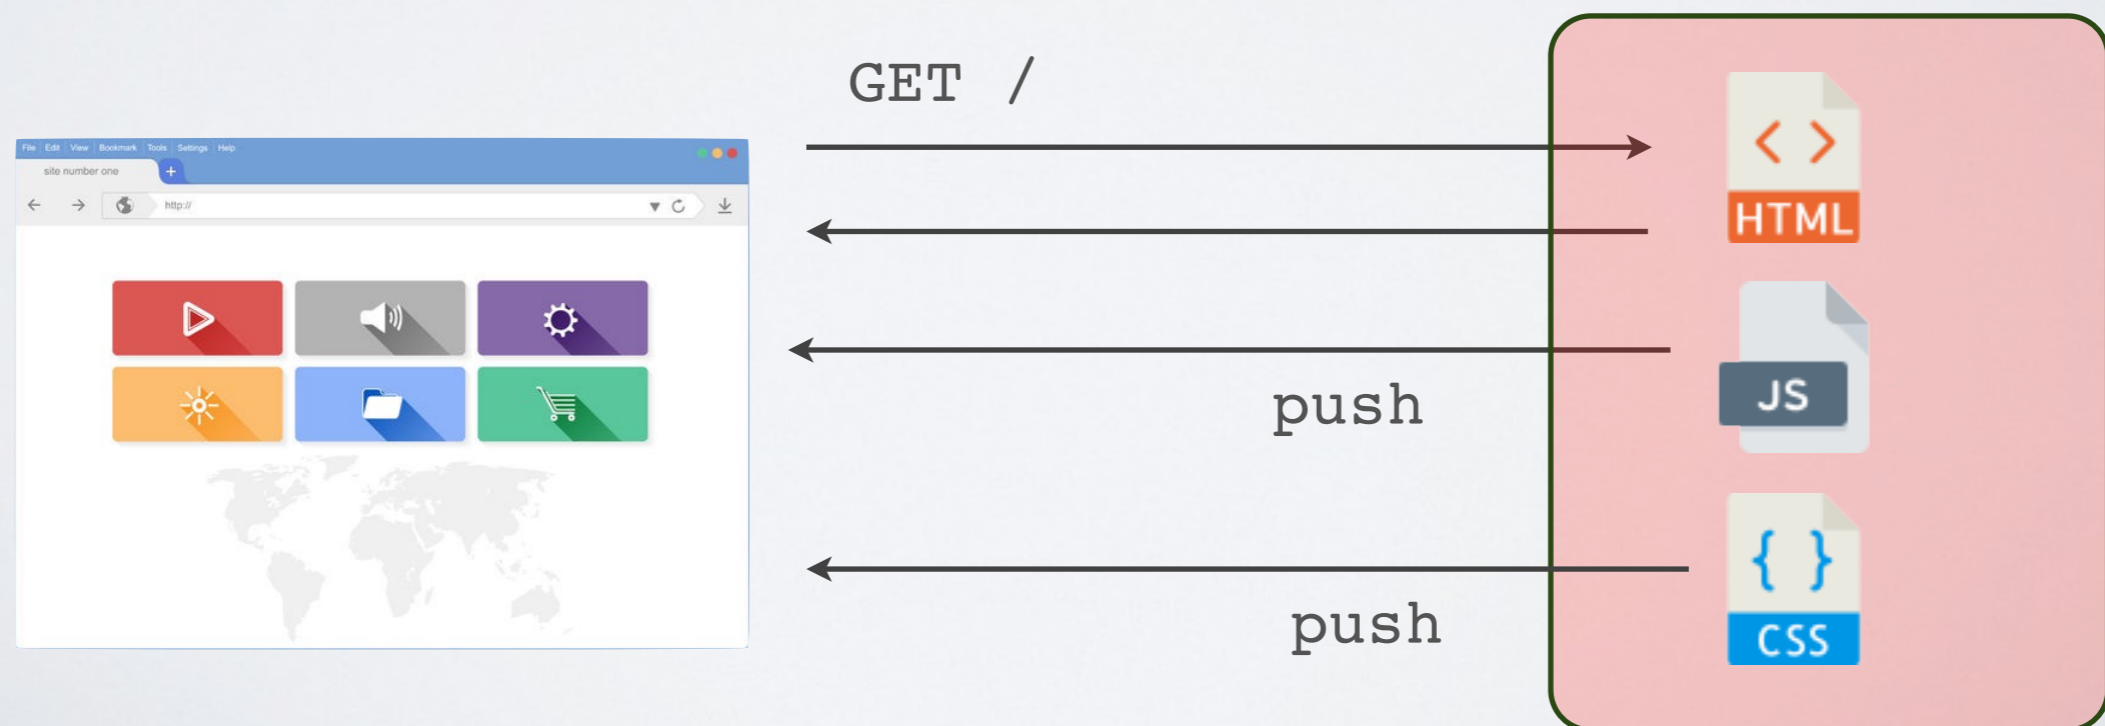 GET /
File Edit View Bookmark Tools Settings Help
site number one
+
http://
HTML
JS
push
CSS
push